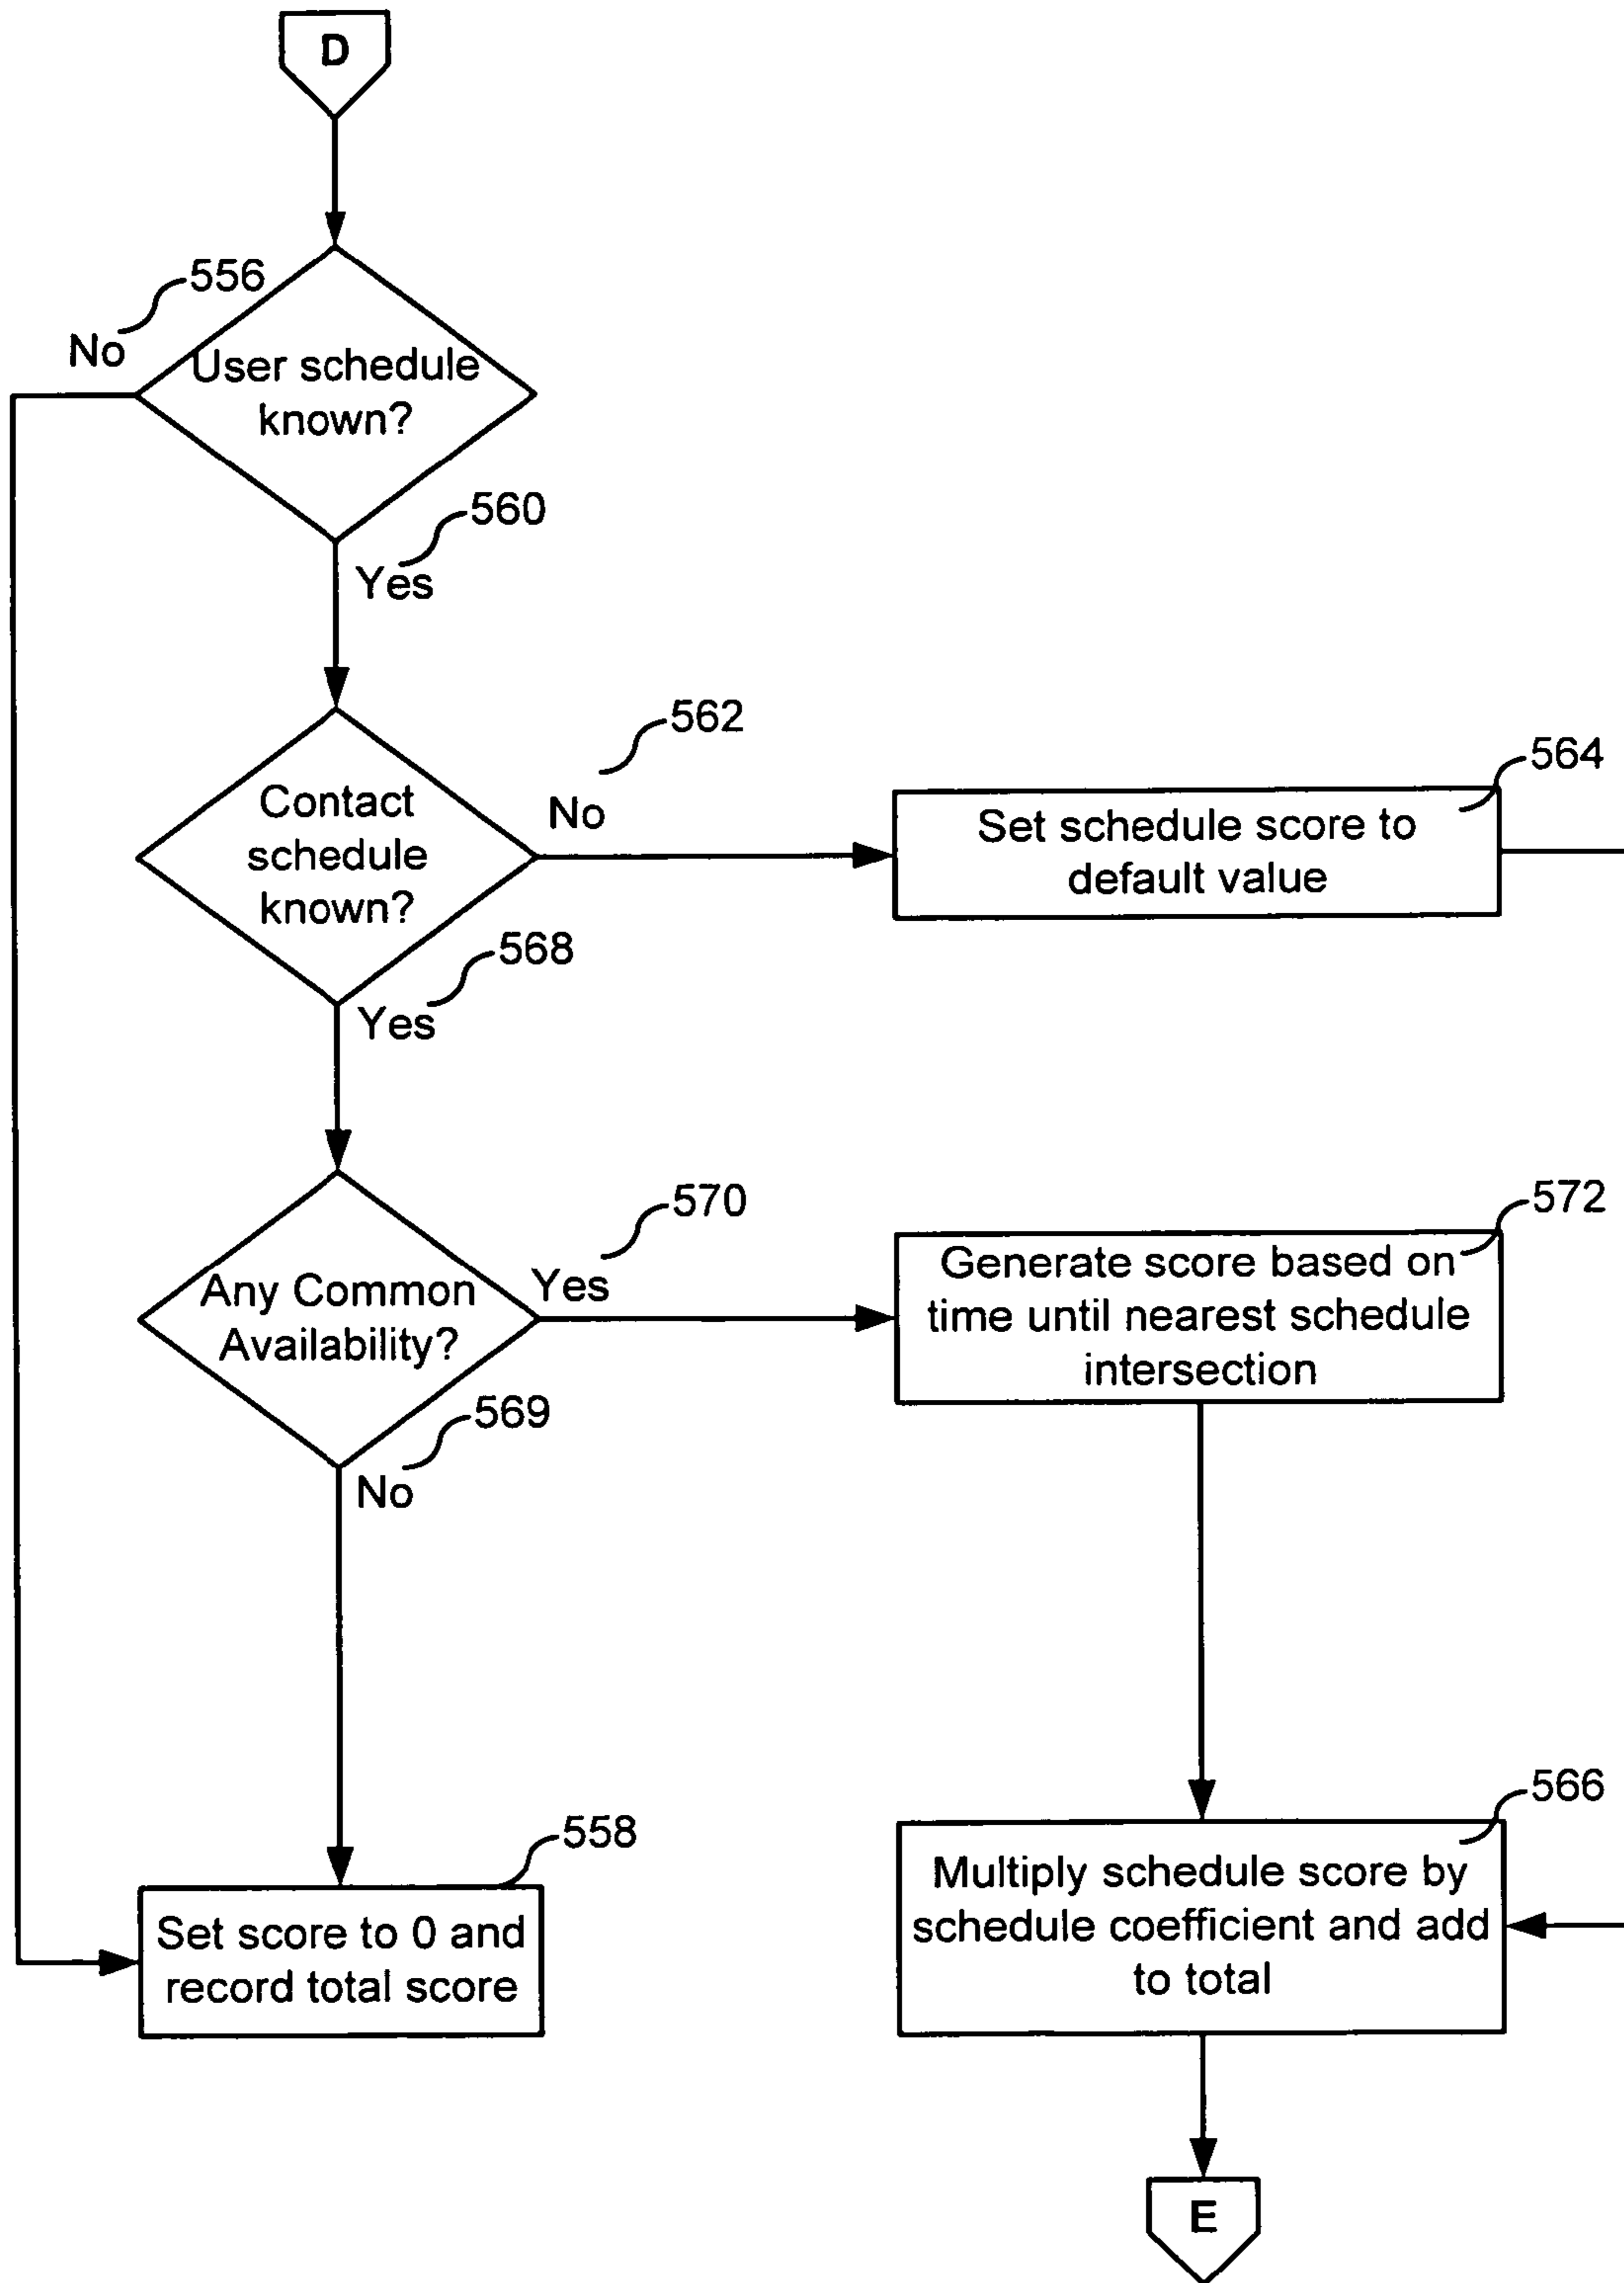 D
556
No
User schedule
known?
560
Yes
562
Contact
schedule
known?
No
564
Set schedule score to
default value
568
Yes
570
572
Any Common
Availability?
Yes
Generate score based on
time until nearest schedule
intersection
569
No
558
Set score to 0 and
record total score
566
Multiply schedule score by
schedule coefficient and add
to total
E